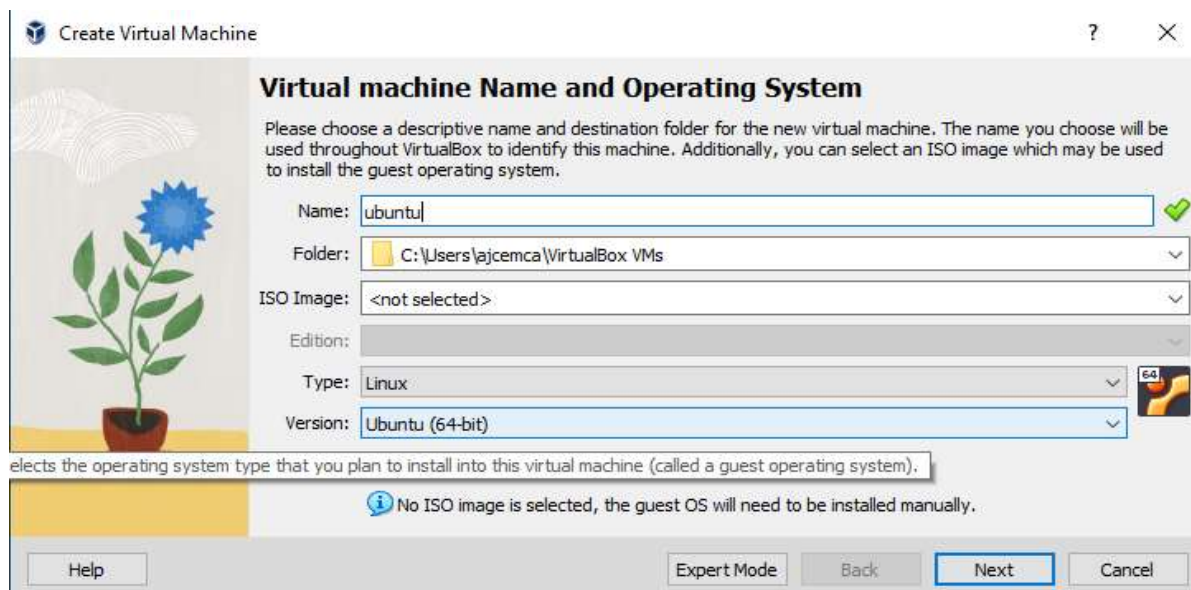 Create Virtual Machine ?
Virtual machine Name and Operating System
Please choose a descriptive name and destination folder for the new virtual machine. The name you choose will be
used throughout VirtualBox to identify this machine. Additionally, you can select an ISO image which may be used
to install the guest operating system.
Name: ubuntu
Folder: C:\Users\ajcemca\VirtualBox VMs
ISO Image: <not selected>
Edition:
Type: Linux
64
Version: Ubuntu (64-bit)
elects the operating system type that you plan to install into this virtual machine (called a guest operating system).
No ISO image is selected, the guest OS will need to be installed manually.
Help Expert Mode Back Next Cancel